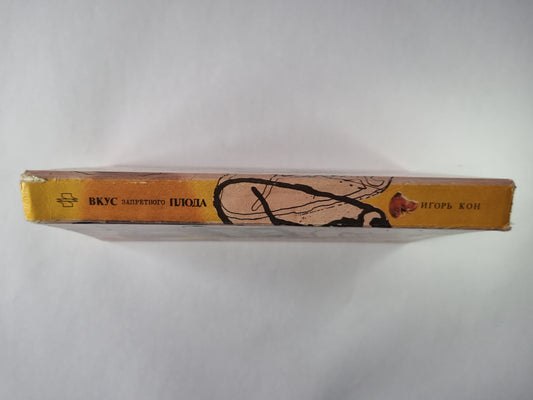 ВКУС ЗАПРЕТНОГО ПЛОДА
ИГОРЬ КОН